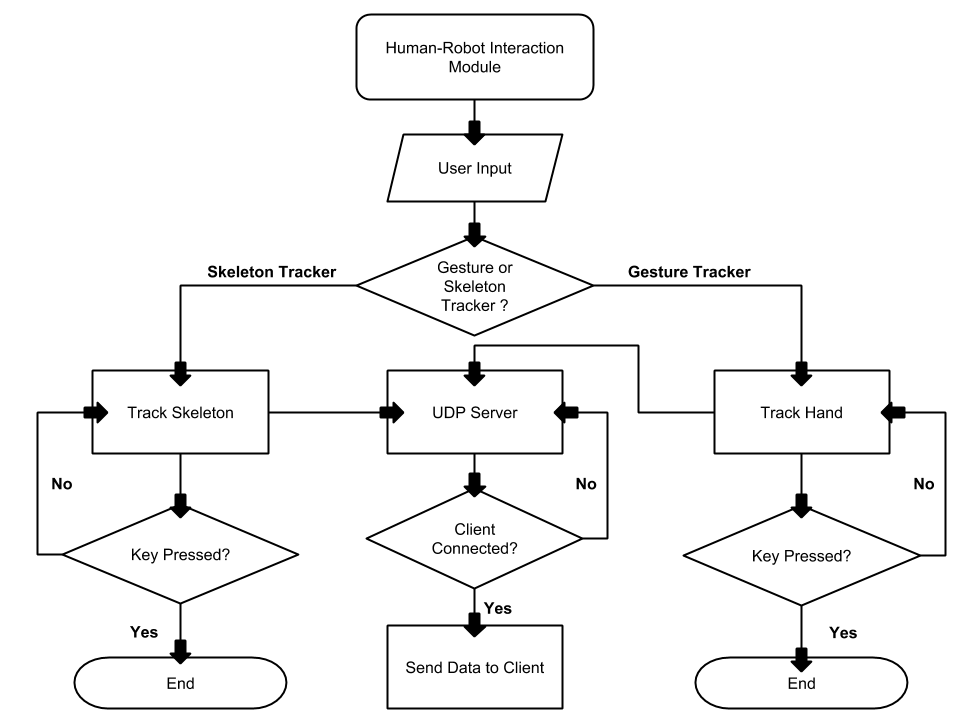 Human-Robot Interaction
Module
User Input
Gesture or
Skeleton
Tracker ?
Skeleton Tracker
Gesture Tracker
Track Skeleton
UDP Server
Track Hand
No
No
No
Key Pressed?
Client
Connected?
Key Pressed?
Yes
Yes
Yes
End
Send Data to Client
End